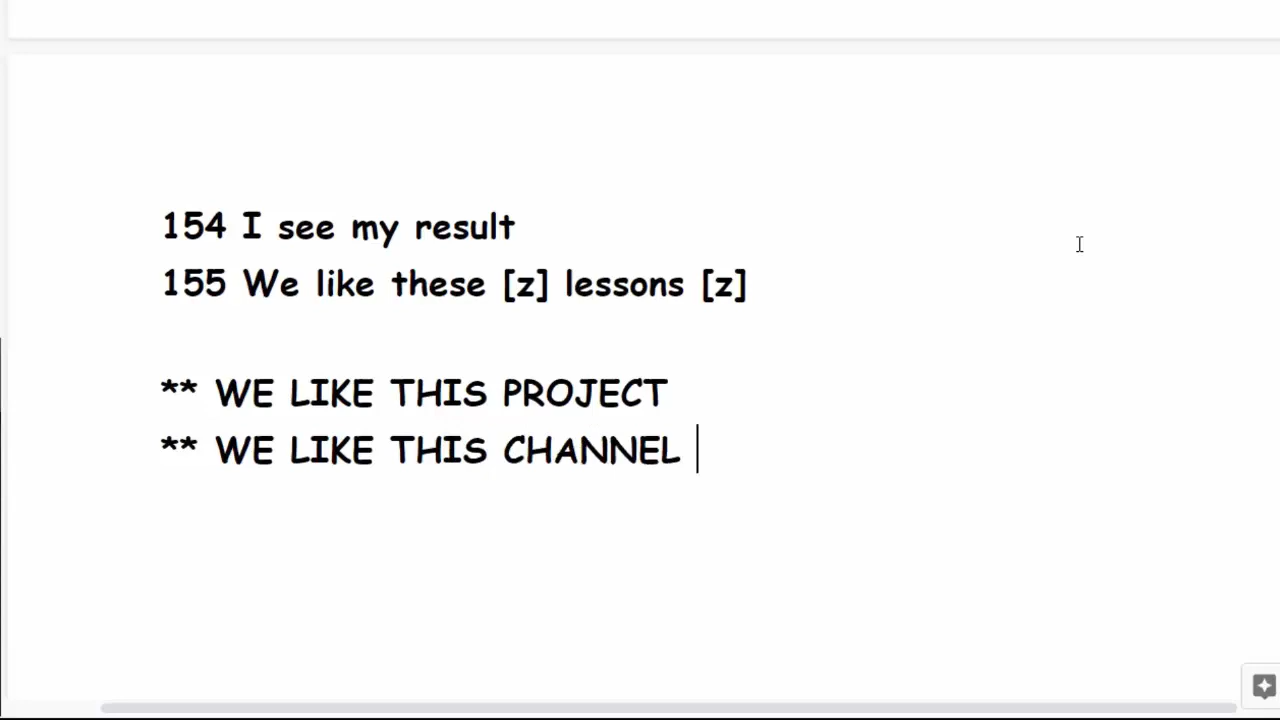 154 I see my result
155 We like these [z] lessons [z]
** WE LIKE THIS PROJECT
** WE LIKE THIS CHANNEL